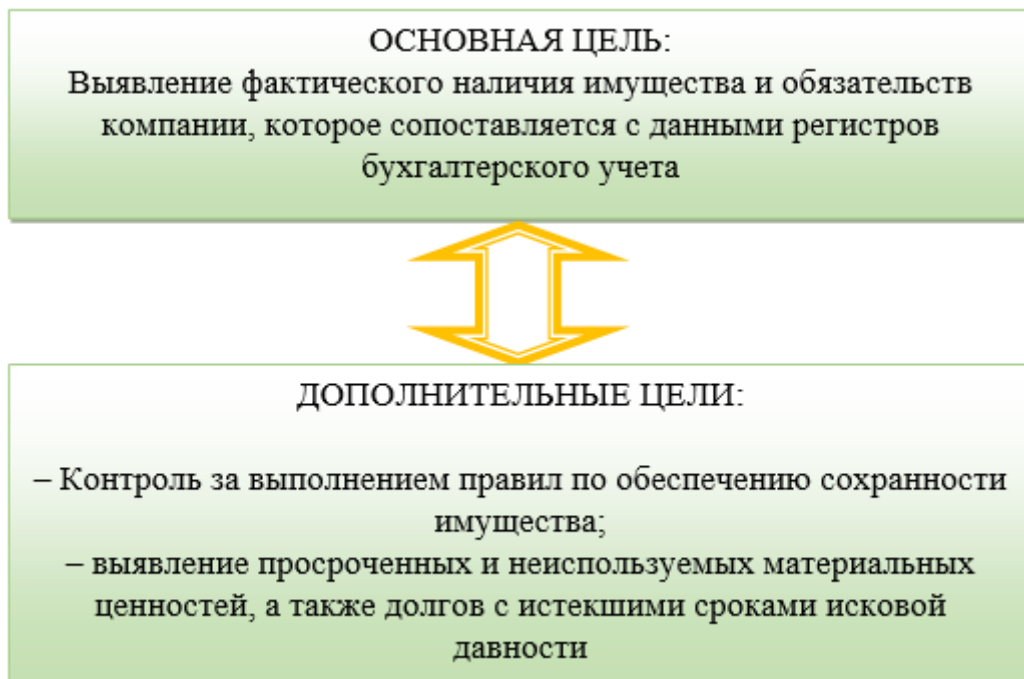 ОСНОВНАЯ ЦЕЛЬ:
Выявление фактического наличия имущества и обязательств
компании, которое сопоставляется с данными регистров
бухгалтерского учета
ДОПОЛНИТЕЛЬНЫЕ ЦЕЛИ:
– Контроль за выполнением правил по обеспечению сохранности
имущества;
– выявление просроченных и неиспользуемых материальных
ценностей, а также долгов с истекшими сроками исковой
давности